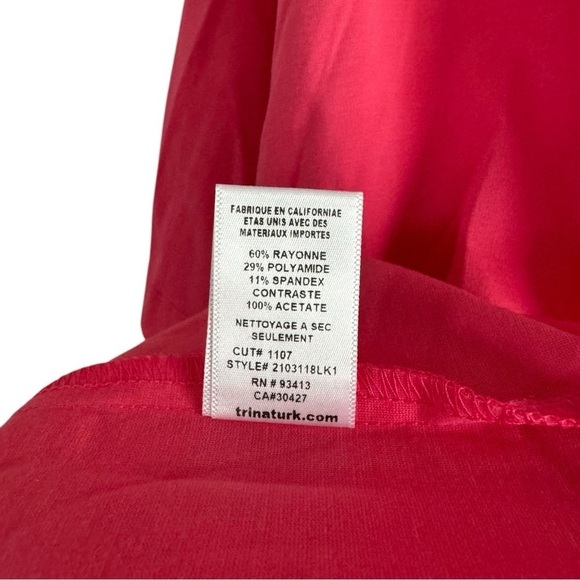 FABRIQUE EN CALIFORNIAE
ETAS UNIS AVEC DES
MATERIAUX IMPORTES
60% RAYONNE
29% POLYAMIDE
11% SPANDEX
CONTRASTE
100% ACETATE
NETTOYAGE A SEC
SEULEMENT
CUT# 1107
STYLE# 2103118LK1
RN # 93413
CA#30427
trinaturk.com